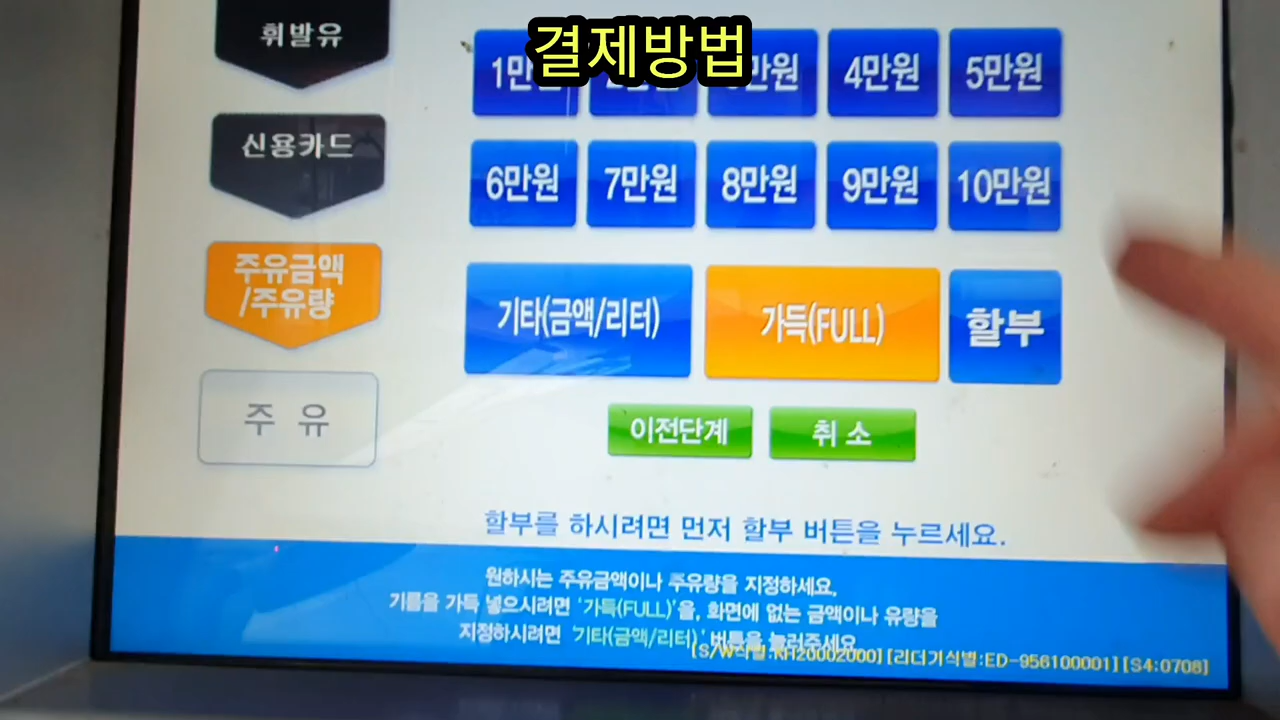 결제방법
휘발유
신용카드
주유금액
/주유량
주 유
1만
만원
4만원
5만원
6만원
7만원
8만원
9만원
10만원
기타(금액/리터)
가득(FULL)
할부
이전단계
취 소
할부를 하시려면 먼저 할부 버튼을 누르세요.
원하시는 주유금액이나 주유량을 지정하세요.
기름을 가득 넣으시려면 '가득(FULL)'을, 화면에 없는 금액이나 유량을
지정하시려면 '기타(금액/리터)' 버튼을 눌러주세요.
[S/W식별:KH20002000] [리더기식별:ED-956100001] [S4:0708]